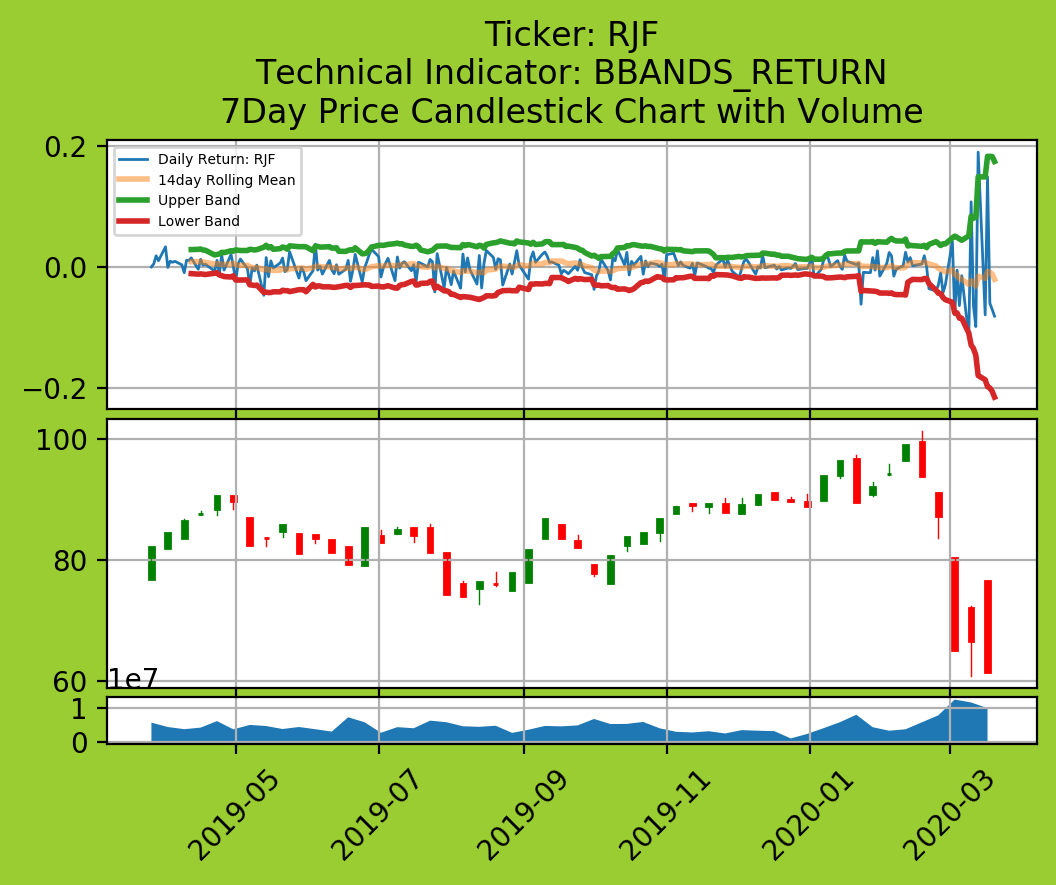 Ticker: RJF
Technical Indicator: BBANDS_RETURN
7Day Price Candlestick Chart with Volume
0.2
0.0
−0.2
Daily Return: RJF
14day Rolling Mean
Upper Band
Lower Band
100
80
60
1e7
1
0
2019-05
2019-07
2019-09
2019-11
2020-01
2020-03